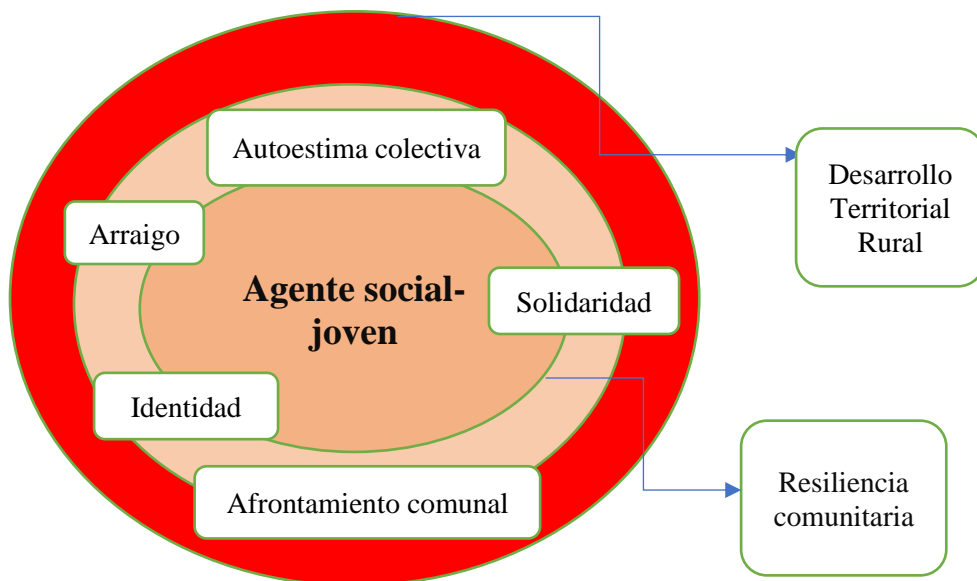 Autoestima colectiva
Desarrollo
Territorial
Rural
Arraigo
Agente social-
joven
Solidaridad
Identidad
Afrontamiento comunal
Resiliencia
comunitaria